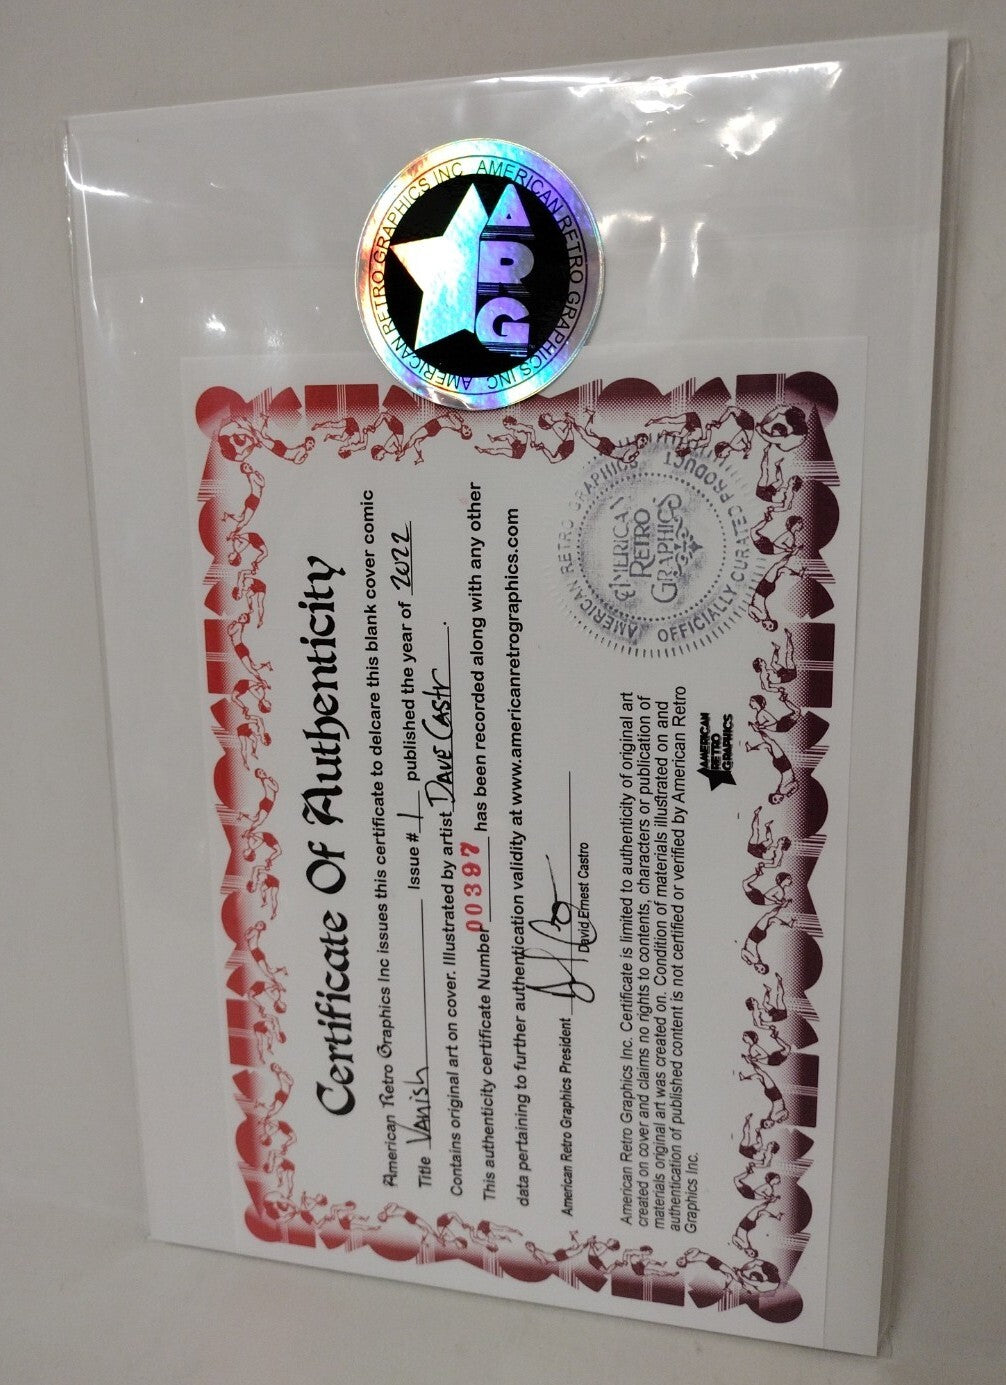 AMERICAN RETRO GRAPHICS INC AMERICAN RETRO GRAPHICS INC
ARG
Certificate Of Authenticity
American Retro Graphics Inc issues this certificate to delcare this blank cover comic
Title Vanish Issue # 1 published the year of 2022
Contains original art on cover. Illustrated by artist Dave Castr.
This authenticity certificate Number 00397 has been recorded along with any other
data pertaining to further authentication validity at www.americanretrographics.com
American Retro Graphics President
David Ernest Castro
AMERICAN RETRO GRAPHICS
OFFICIALLY CURATED PRODUCT
AMERICAN
RETRO
GRAPHICS
American Retro Graphics Inc. Certificate is limited to authenticity of original art
created on cover and claims no rights to contents, characters or publication of
materials original art was created on. Condition of materials illustrated on and
authentication of published content is not certified or verified by American Retro
Graphics Inc.
AMERICAN
RETRO
GRAPHICS